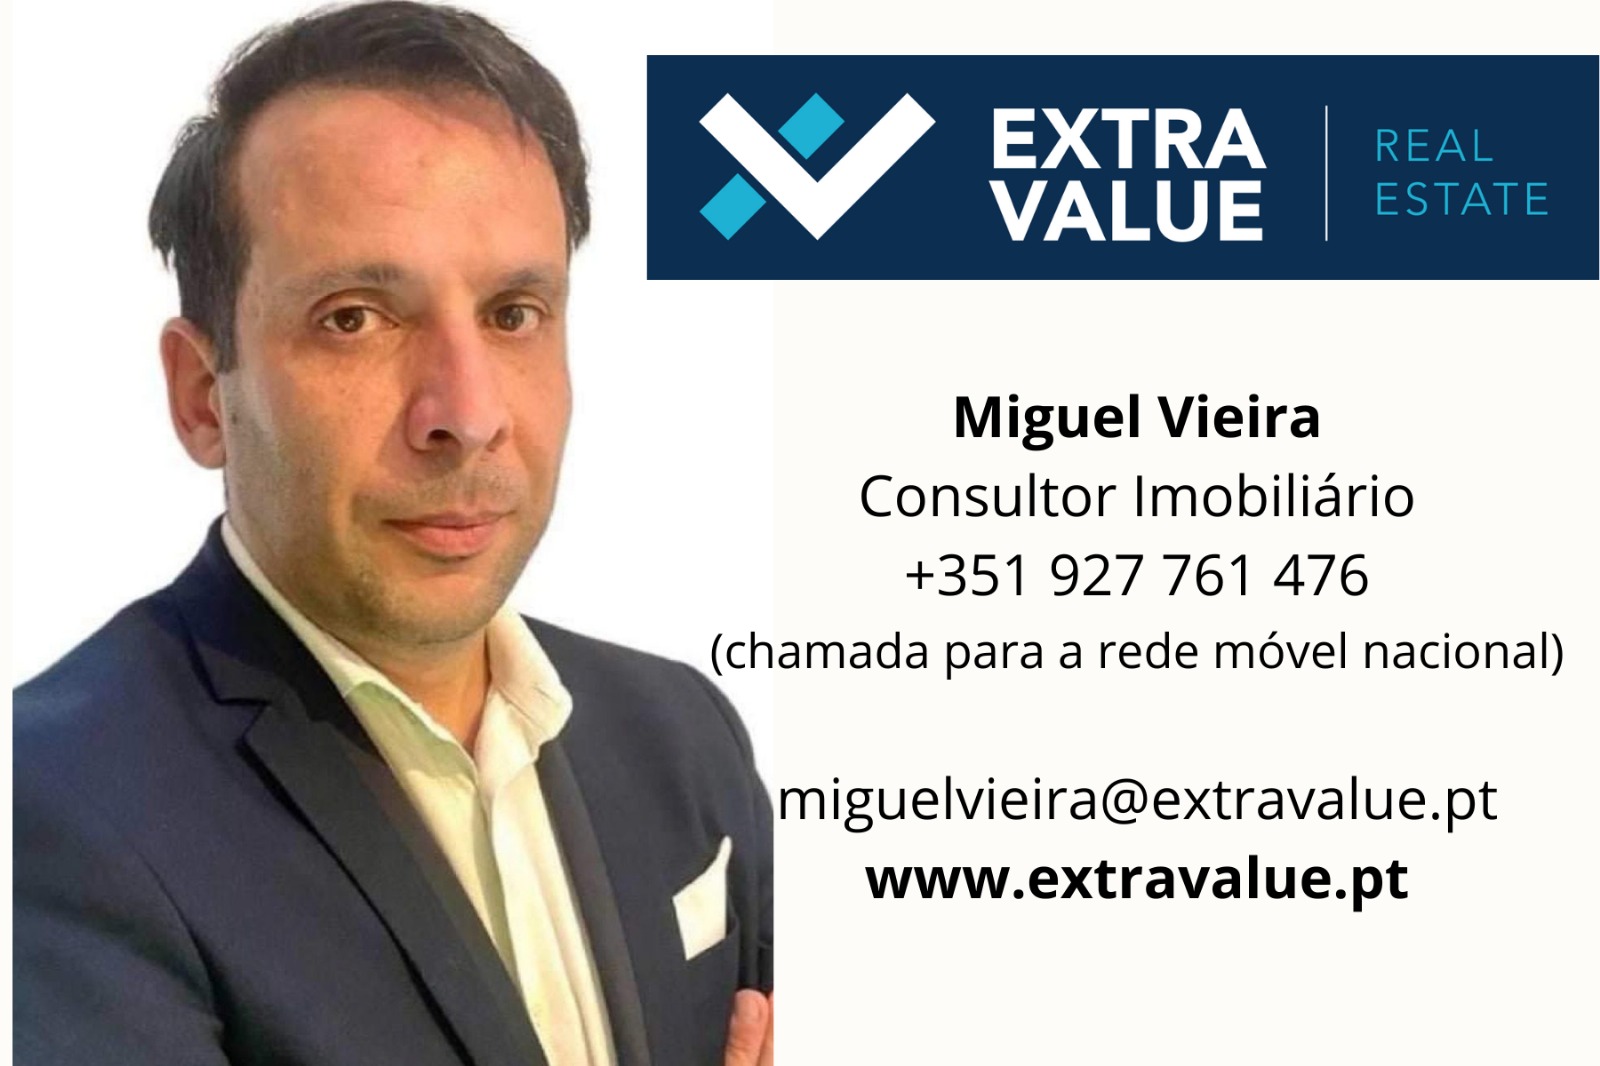 EXTRA
VALUE
REAL
ESTATE
Miguel Vieira
Consultor Imobiliário
+351 927 761 476
(chamada para a rede móvel nacional)
miguelvieira@extravalue.pt
www.extravalue.pt